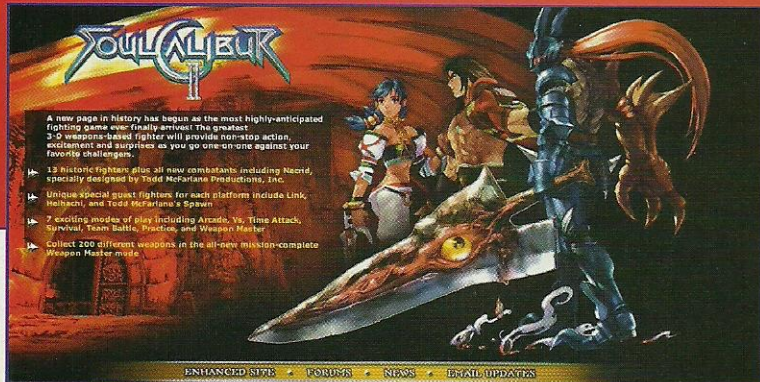 SOULCALIBUR
II
A new page in history has begun as the most highly-anticipated
fighting game ever finally arrives! The greatest
3-D weapons-based fighter will provide non-stop action,
excitement and surprises as you go one-on-one against your
favorite challengers.
13 historic fighters plus all new combatants including Necrid,
specially designed by Todd McFarlane Productions, Inc.
Unique special guest fighters for each platform include Link,
Heihachi, and Todd McFarlane's Spawn
7 exciting modes of play including Arcade, Vs, Time Attack,
Survival, Team Battle, Practice, and Weapon Master
Collect 200 different weapons in the all-new mission-complete
Weapon Master mode
ENHANCED SITE • FORUMS • NEWS • EMAIL UPDATES